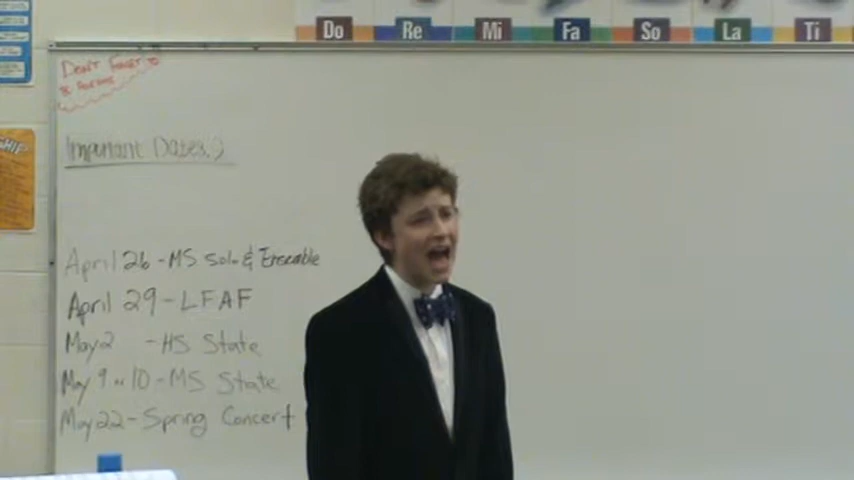 Do Re Mi Fa So La Ti
Don't Forget to
Important Dates:)
April 26 - MS Solo & Ensemble
April 29 - LFAF
May 2 - HS State
May 9 or 10 - MS State
May 22 - Spring Concert